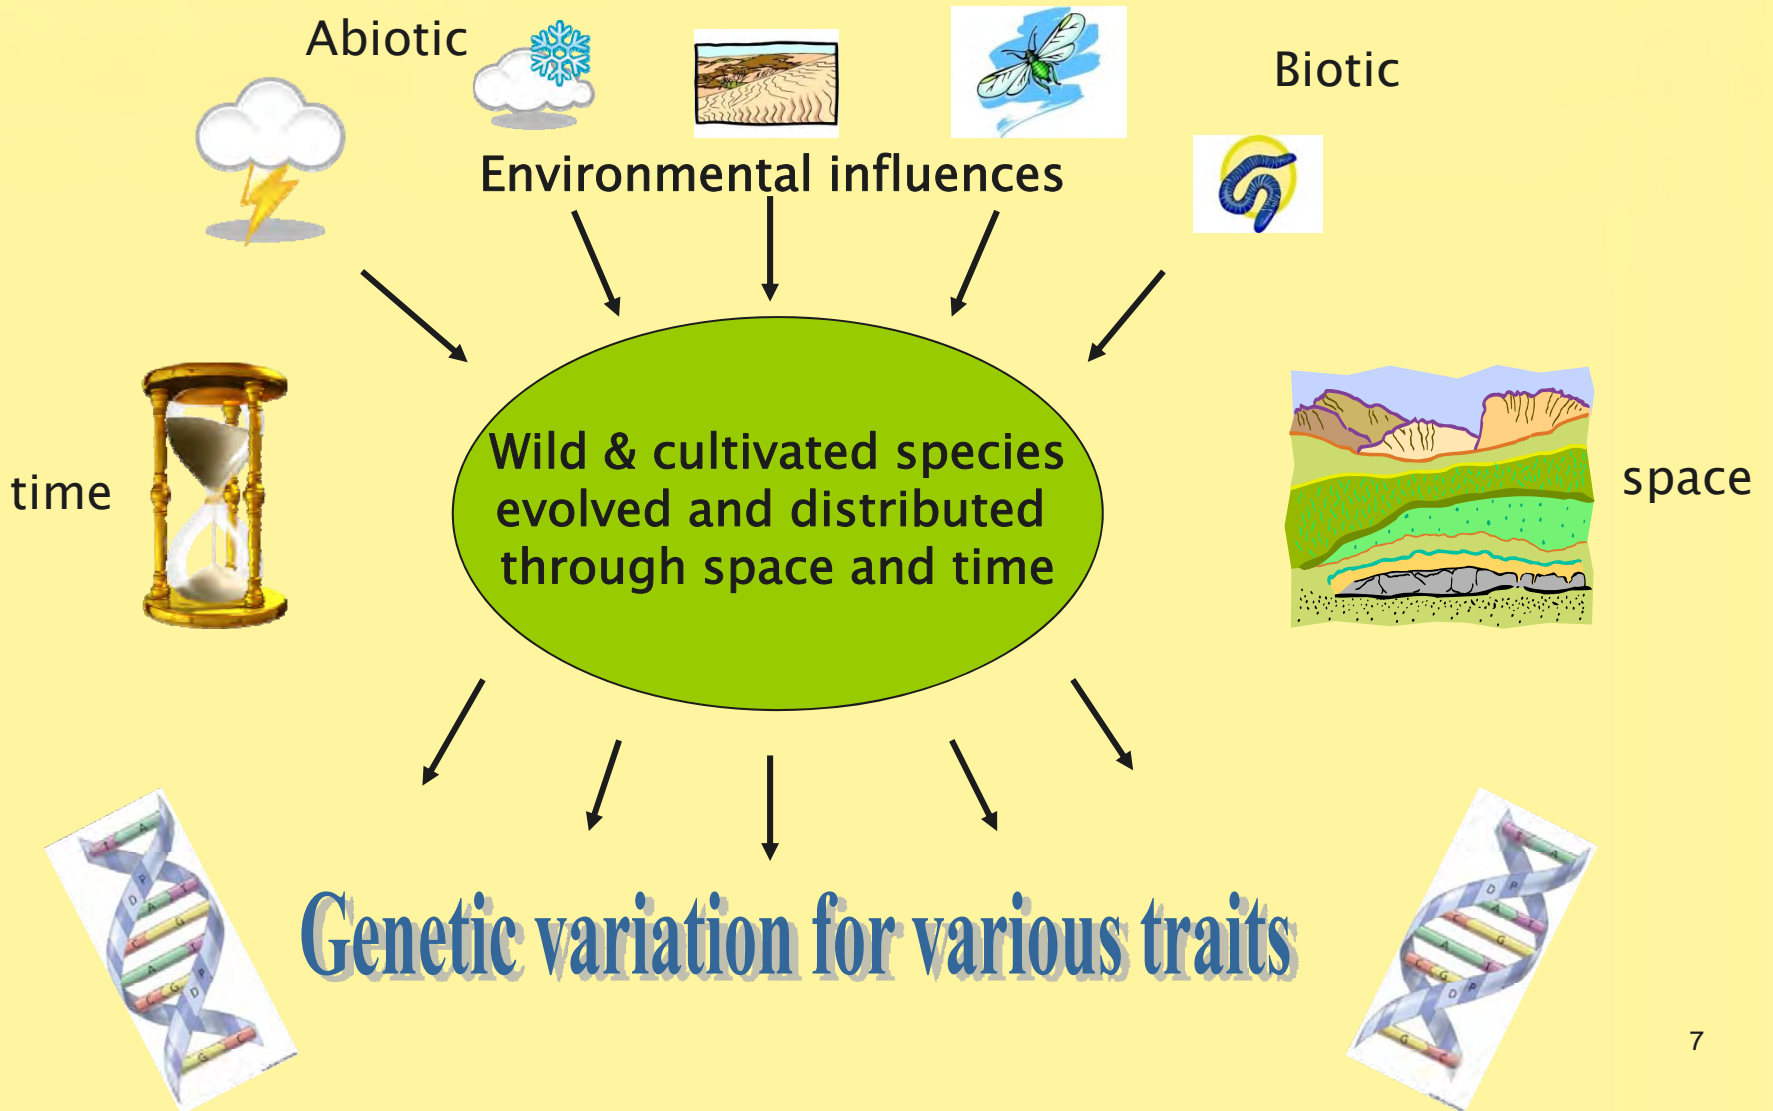 Abiotic
Biotic
Environmental influences
time
Wild & cultivated species
evolved and distributed
through space and time
space
Genetic variation for various traits
7